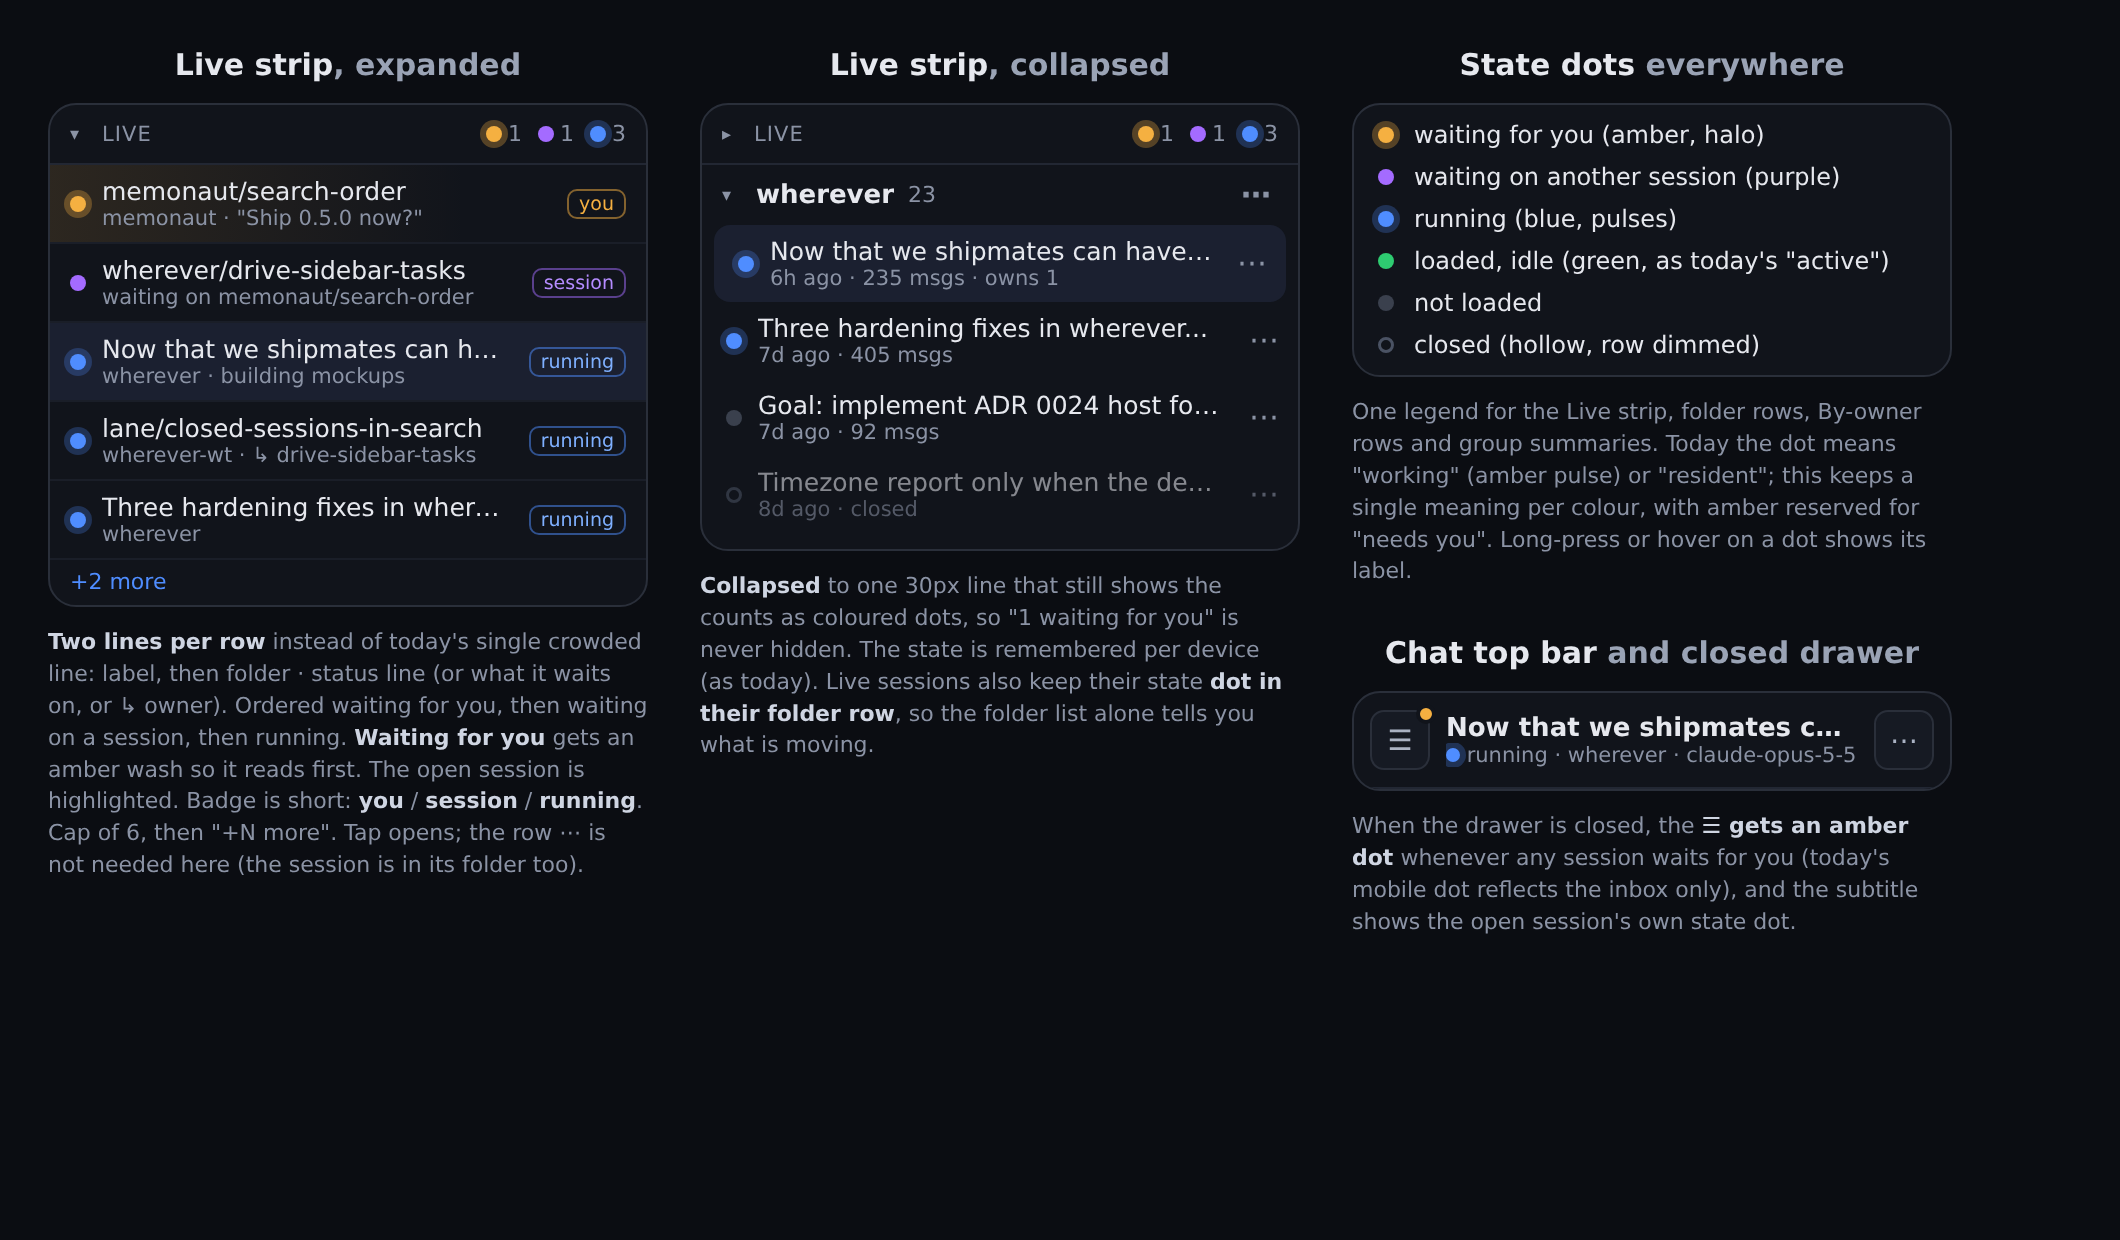 Live strip, expanded
▾ LIVE 1 1 3
memonaut/search-order
memonaut · "Ship 0.5.0 now?"
you
wherever/drive-sidebar-tasks
waiting on memonaut/search-order
session
Now that we shipmates can h...
wherever · building mockups
running
lane/closed-sessions-in-search
wherever-wt · ↳ drive-sidebar-tasks
running
Three hardening fixes in wher...
wherever
running
+2 more
Two lines per row instead of today's single crowded
line: label, then folder · status line (or what it waits
on, or ↳ owner). Ordered waiting for you, then waiting
on a session, then running. Waiting for you gets an
amber wash so it reads first. The open session is
highlighted. Badge is short: you / session / running.
Cap of 6, then "+N more". Tap opens; the row ⋯ is
not needed here (the session is in its folder too).
Live strip, collapsed
▸ LIVE 1 1 3
▾ wherever 23 ⋯
Now that we shipmates can have... ⋯
6h ago · 235 msgs · owns 1
Three hardening fixes in wherever... ⋯
7d ago · 405 msgs
Goal: implement ADR 0024 host fo... ⋯
7d ago · 92 msgs
Timezone report only when the de... ⋯
8d ago · closed
Collapsed to one 30px line that still shows the
counts as coloured dots, so "1 waiting for you" is
never hidden. The state is remembered per device
(as today). Live sessions also keep their state dot in
their folder row, so the folder list alone tells you
what is moving.
State dots everywhere
waiting for you (amber, halo)
waiting on another session (purple)
running (blue, pulses)
loaded, idle (green, as today's "active")
not loaded
closed (hollow, row dimmed)
One legend for the Live strip, folder rows, By-owner
rows and group summaries. Today the dot means
"working" (amber pulse) or "resident"; this keeps a
single meaning per colour, with amber reserved for
"needs you". Long-press or hover on a dot shows its
label.
Chat top bar and closed drawer
☰ Now that we shipmates c... ⋯
running · wherever · claude-opus-5-5
When the drawer is closed, the ☰ gets an amber
dot whenever any session waits for you (today's
mobile dot reflects the inbox only), and the subtitle
shows the open session's own state dot.